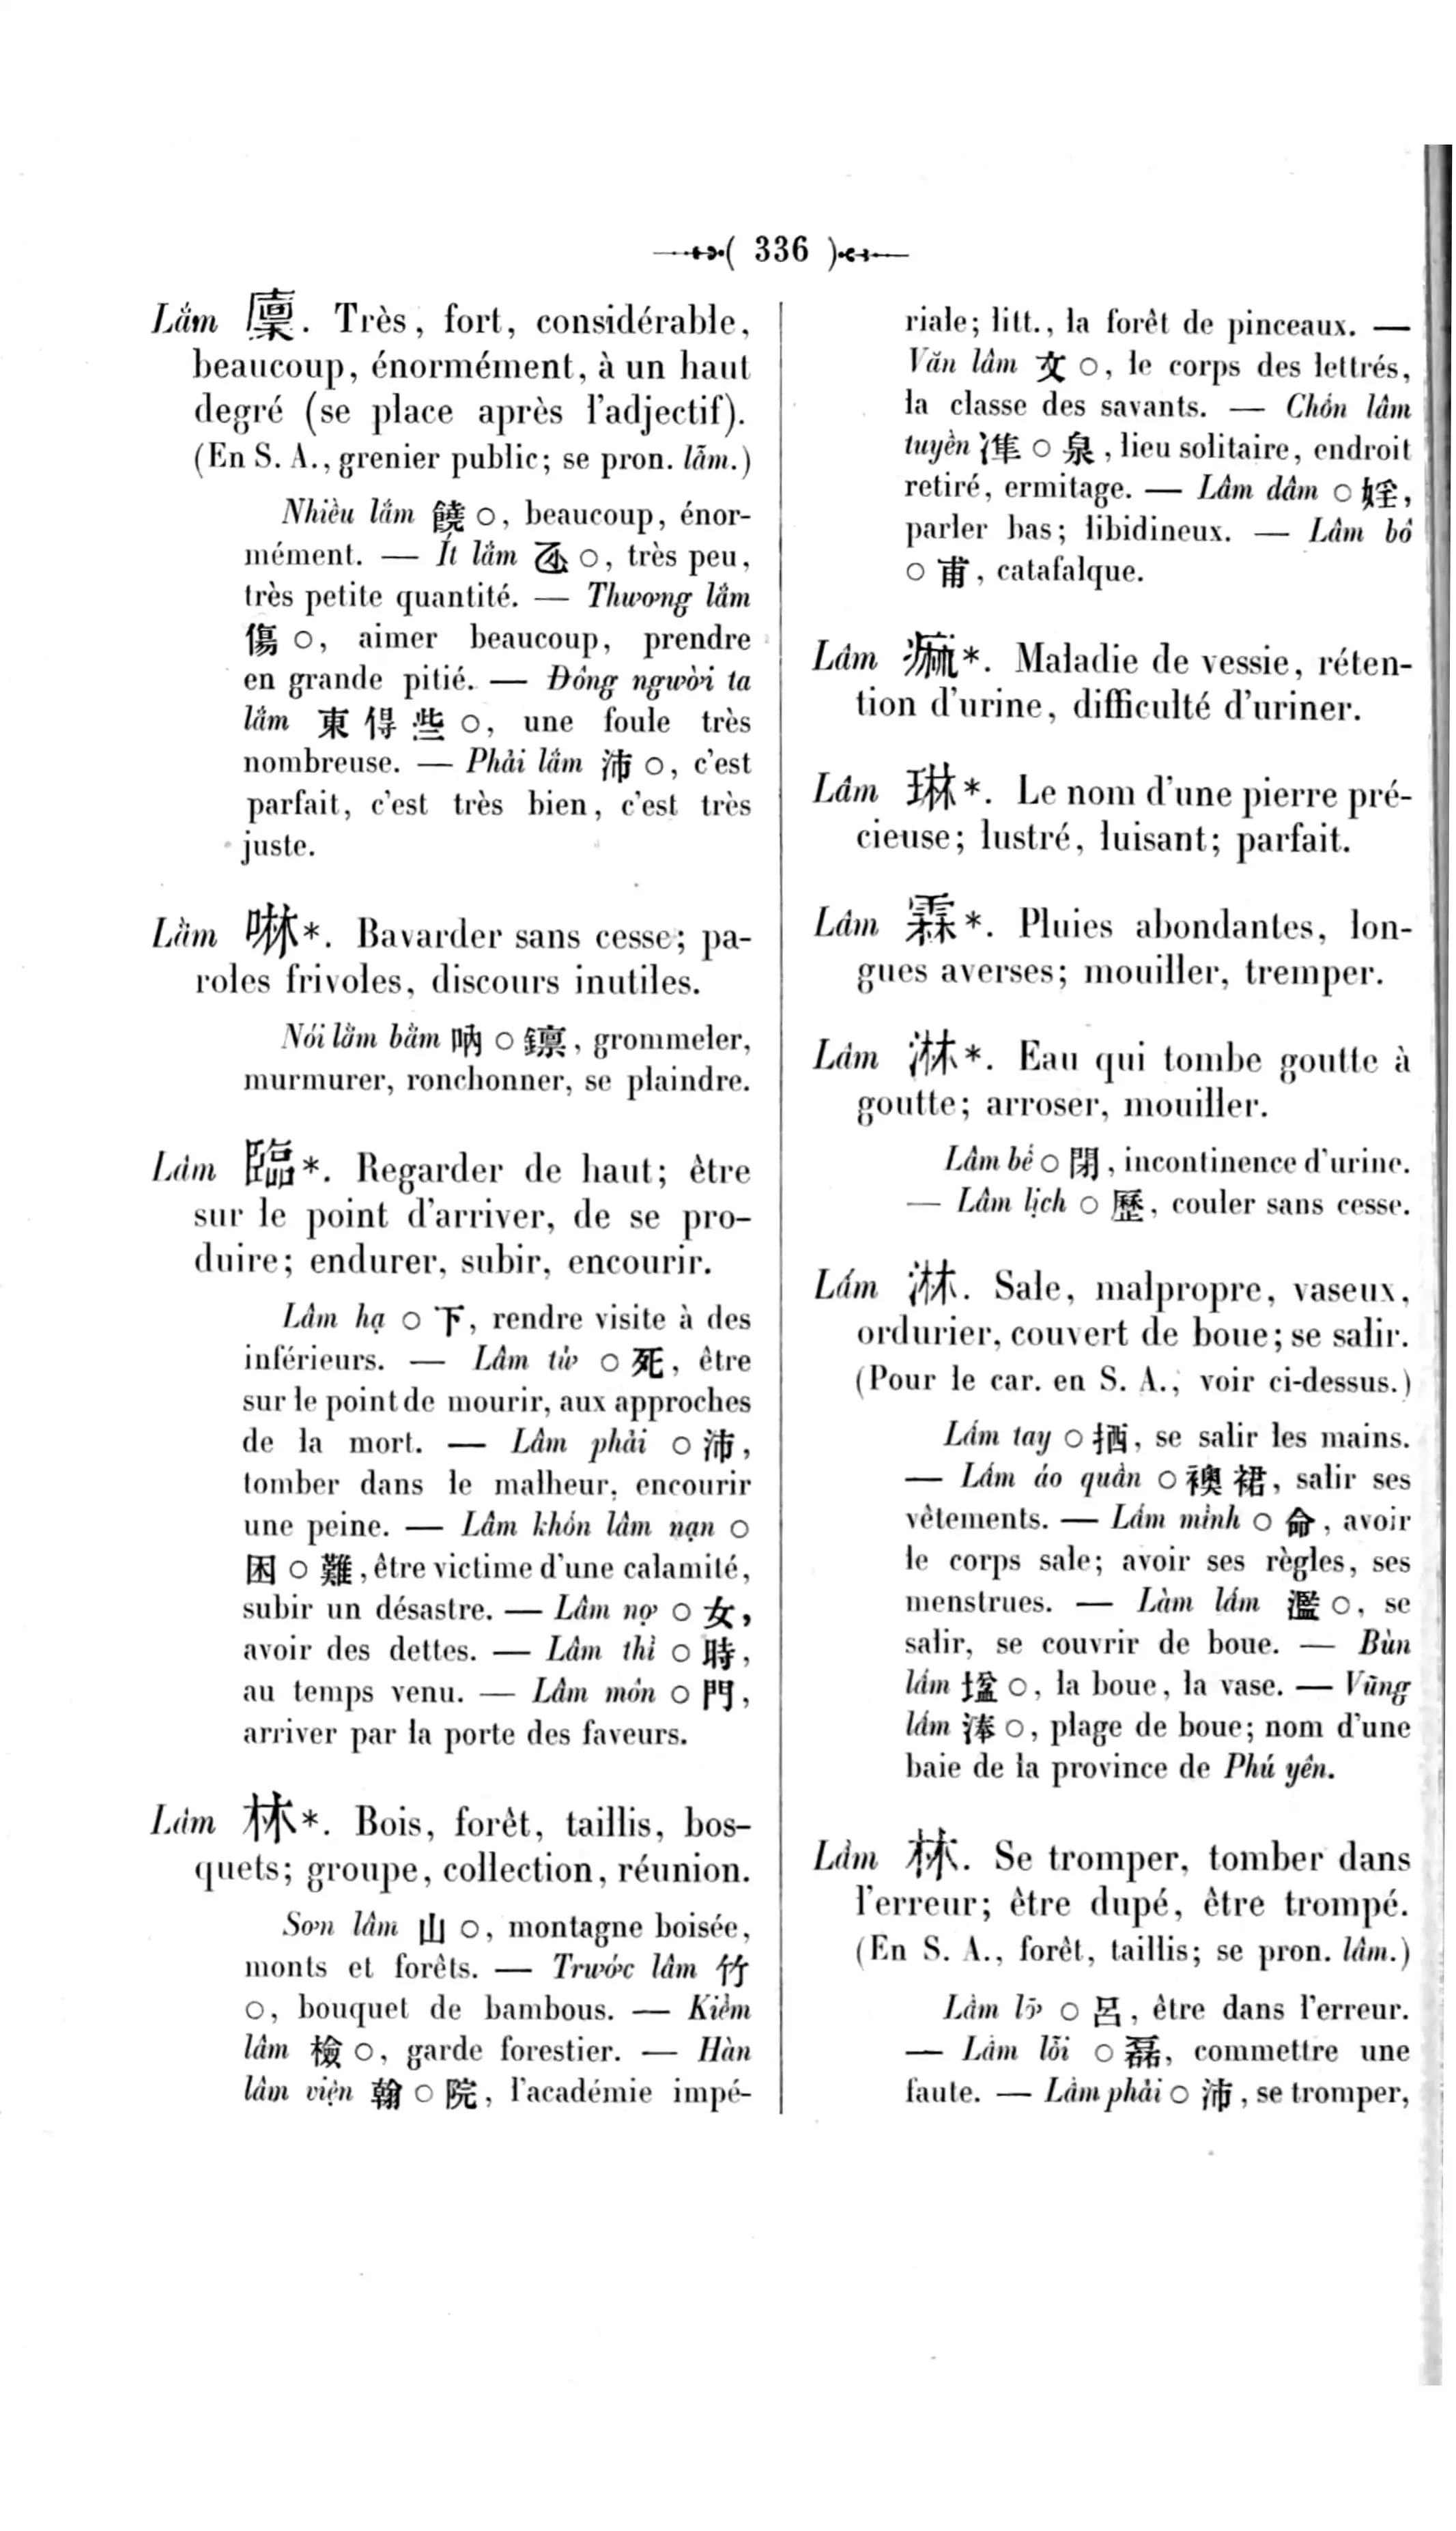 ( 336 )
Lắm 廩. Très, fort, considérable,
beaucoup, énormément, à un haut
degré (se place après l'adjectif).
(En S. A., grenier public; se pron. lẫm.)
Nhiều lắm 饒 ○, beaucoup, énor-
mément. — Ít lắm ○, très peu,
très petite quantité. — Thương lắm
傷 ○, aimer beaucoup, prendre
en grande pitié. — Đông người ta
lắm 東 㝵 些 ○, une foule très
nombreuse. — Phải lắm 沛 ○, c'est
parfait, c'est très bien, c'est très
juste.
Lằm 啉*. Bavarder sans cesse; pa-
roles frivoles, discours inutiles.
Nói lằm bằm 吶 ○, grommeler,
murmurer, ronchonner, se plaindre.
Lâm 臨*. Regarder de haut; être
sur le point d'arriver, de se pro-
duire; endurer, subir, encourir.
Lâm hạ ○ 下, rendre visite à des
inférieurs. — Lâm tử ○ 死, être
sur le point de mourir, aux approches
de la mort. — Lâm phải ○ 沛,
tomber dans le malheur, encourir
une peine. — Lâm khốn lâm nạn ○
困 ○ 難, être victime d'une calamité,
subir un désastre. — Lâm nợ ○ 女,
avoir des dettes. — Lâm thì ○ 時,
au temps venu. — Lâm môn ○ 門,
arriver par la porte des faveurs.
Lâm 林*. Bois, forêt, taillis, bos-
quets; groupe, collection, réunion.
Sơn lâm 山 ○, montagne boisée,
monts et forêts. — Trước lâm 竹
○, bouquet de bambous. — Kiểm
lâm 檢 ○, garde forestier. — Hàn
lâm viện 翰 ○ 院, l'académie impé-
riale; litt., la forêt de pinceaux. —
Văn lâm 文 ○, le corps des lettrés,
la classe des savants. — Chốn lâm
tuyền 准 ○ 泉, lieu solitaire, endroit
retiré, ermitage. — Lâm dâm ○ 婬,
parler bas; libidineux. — Lâm bô
○ 甫, catafalque.
Lâm 痳*. Maladie de vessie, réten-
tion d'urine, difficulté d'uriner.
Lâm 琳*. Le nom d'une pierre pré-
cieuse; lustré, luisant; parfait.
Lâm 霖*. Pluies abondantes, lon-
gues averses; mouiller, tremper.
Lâm 淋*. Eau qui tombe goutte à
goutte; arroser, mouiller.
Lâm bế ○ 閉, incontinence d'urine.
— Lâm lịch ○ 歷, couler sans cesse.
Lấm 淋. Sale, malpropre, vaseux,
ordurier, couvert de boue; se salir.
(Pour le car. en S. A., voir ci-dessus.)
Lấm tay ○ 拪, se salir les mains.
— Lấm áo quần ○ 襖 裙, salir ses
vêtements. — Lấm mình ○ 命, avoir
le corps sale; avoir ses règles, ses
menstrues. — Làm lấm 濫 ○, se
salir, se couvrir de boue. — Bùn
lấm ○, la boue, la vase. — Vũng
lấm 湊 ○, plage de boue; nom d'une
baie de la province de Phú yên.
Lầm 林. Se tromper, tomber dans
l'erreur; être dupé, être trompé.
(En S. A., forêt, taillis; se pron. lâm.)
Lầm lỡ ○ 呂, être dans l'erreur.
— Lầm lỗi ○ 磊, commettre une
faute. — Lầm phải ○ 沛, se tromper,